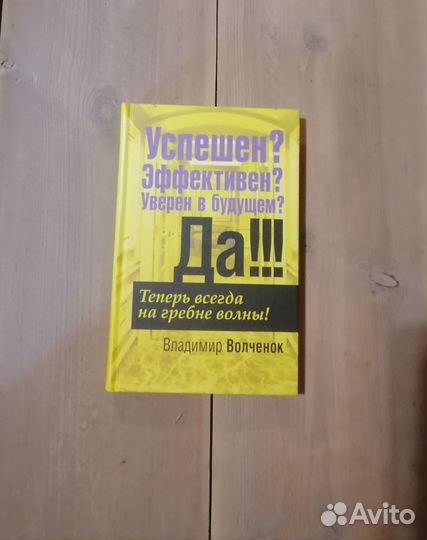 Успешен?
Эффективен?
Уверен в будущем?
Да!!!
Теперь всегда
на гребне волны!
Владимир Волченок
Avito